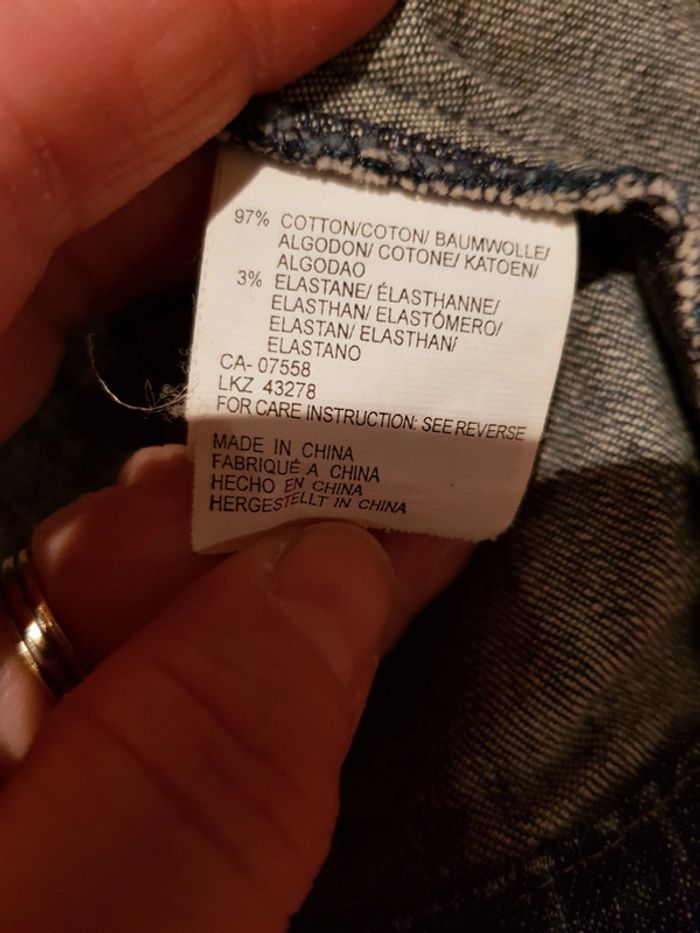 97% COTTON/COTON/ BAUMWOLLE/
ALGODON/ COTONE/ KATOEN/
ALGODAO
3% ELASTANE/ ÉLASTHANNE/
ELASTHAN/ ELASTÓMERO/
ELASTAN/ ELASTHAN/
ELASTANO
CA- 07558
LKZ 43278
FOR CARE INSTRUCTION: SEE REVERSE
MADE IN CHINA
FABRIQUÉ A CHINA
HECHO EN CHINA
HERGESTELLT IN CHINA